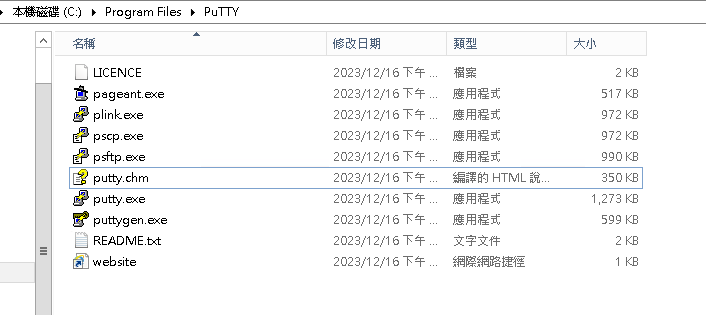 本機磁碟 (C:) Program Files PuTTY
名稱 修改日期 類型 大小
LICENCE 2023/12/16 下午 ... 檔案 2 KB
pageant.exe 2023/12/16 下午 ... 應用程式 517 KB
plink.exe 2023/12/16 下午 ... 應用程式 972 KB
pscp.exe 2023/12/16 下午 ... 應用程式 972 KB
psftp.exe 2023/12/16 下午 ... 應用程式 990 KB
putty.chm 2023/12/16 下午 ... 編譯的 HTML 說... 350 KB
putty.exe 2023/12/16 下午 ... 應用程式 1,273 KB
puttygen.exe 2023/12/16 下午 ... 應用程式 599 KB
README.txt 2023/12/16 下午 ... 文字文件 2 KB
website 2023/12/16 下午 ... 網際網路捷徑 1 KB